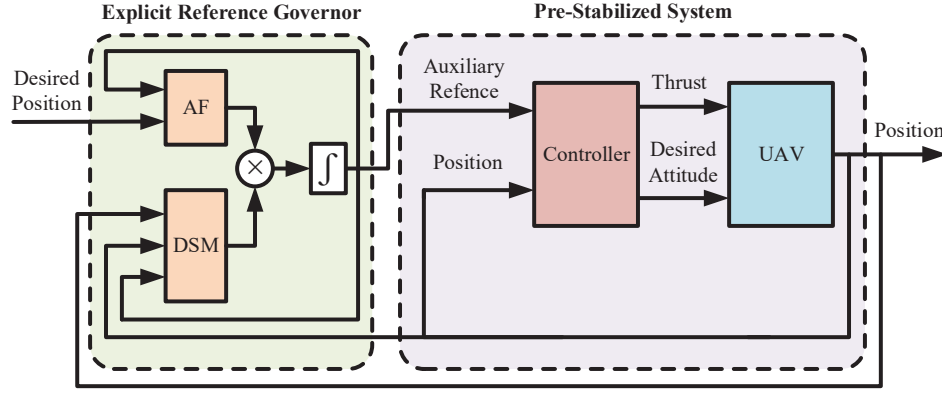 Explicit Reference Governor
Pre-Stabilized System
Desired
Position
AF
×
∫
DSM
Auxiliary
Refence
Position
Controller
Thrust
Desired
Attitude
UAV
Position